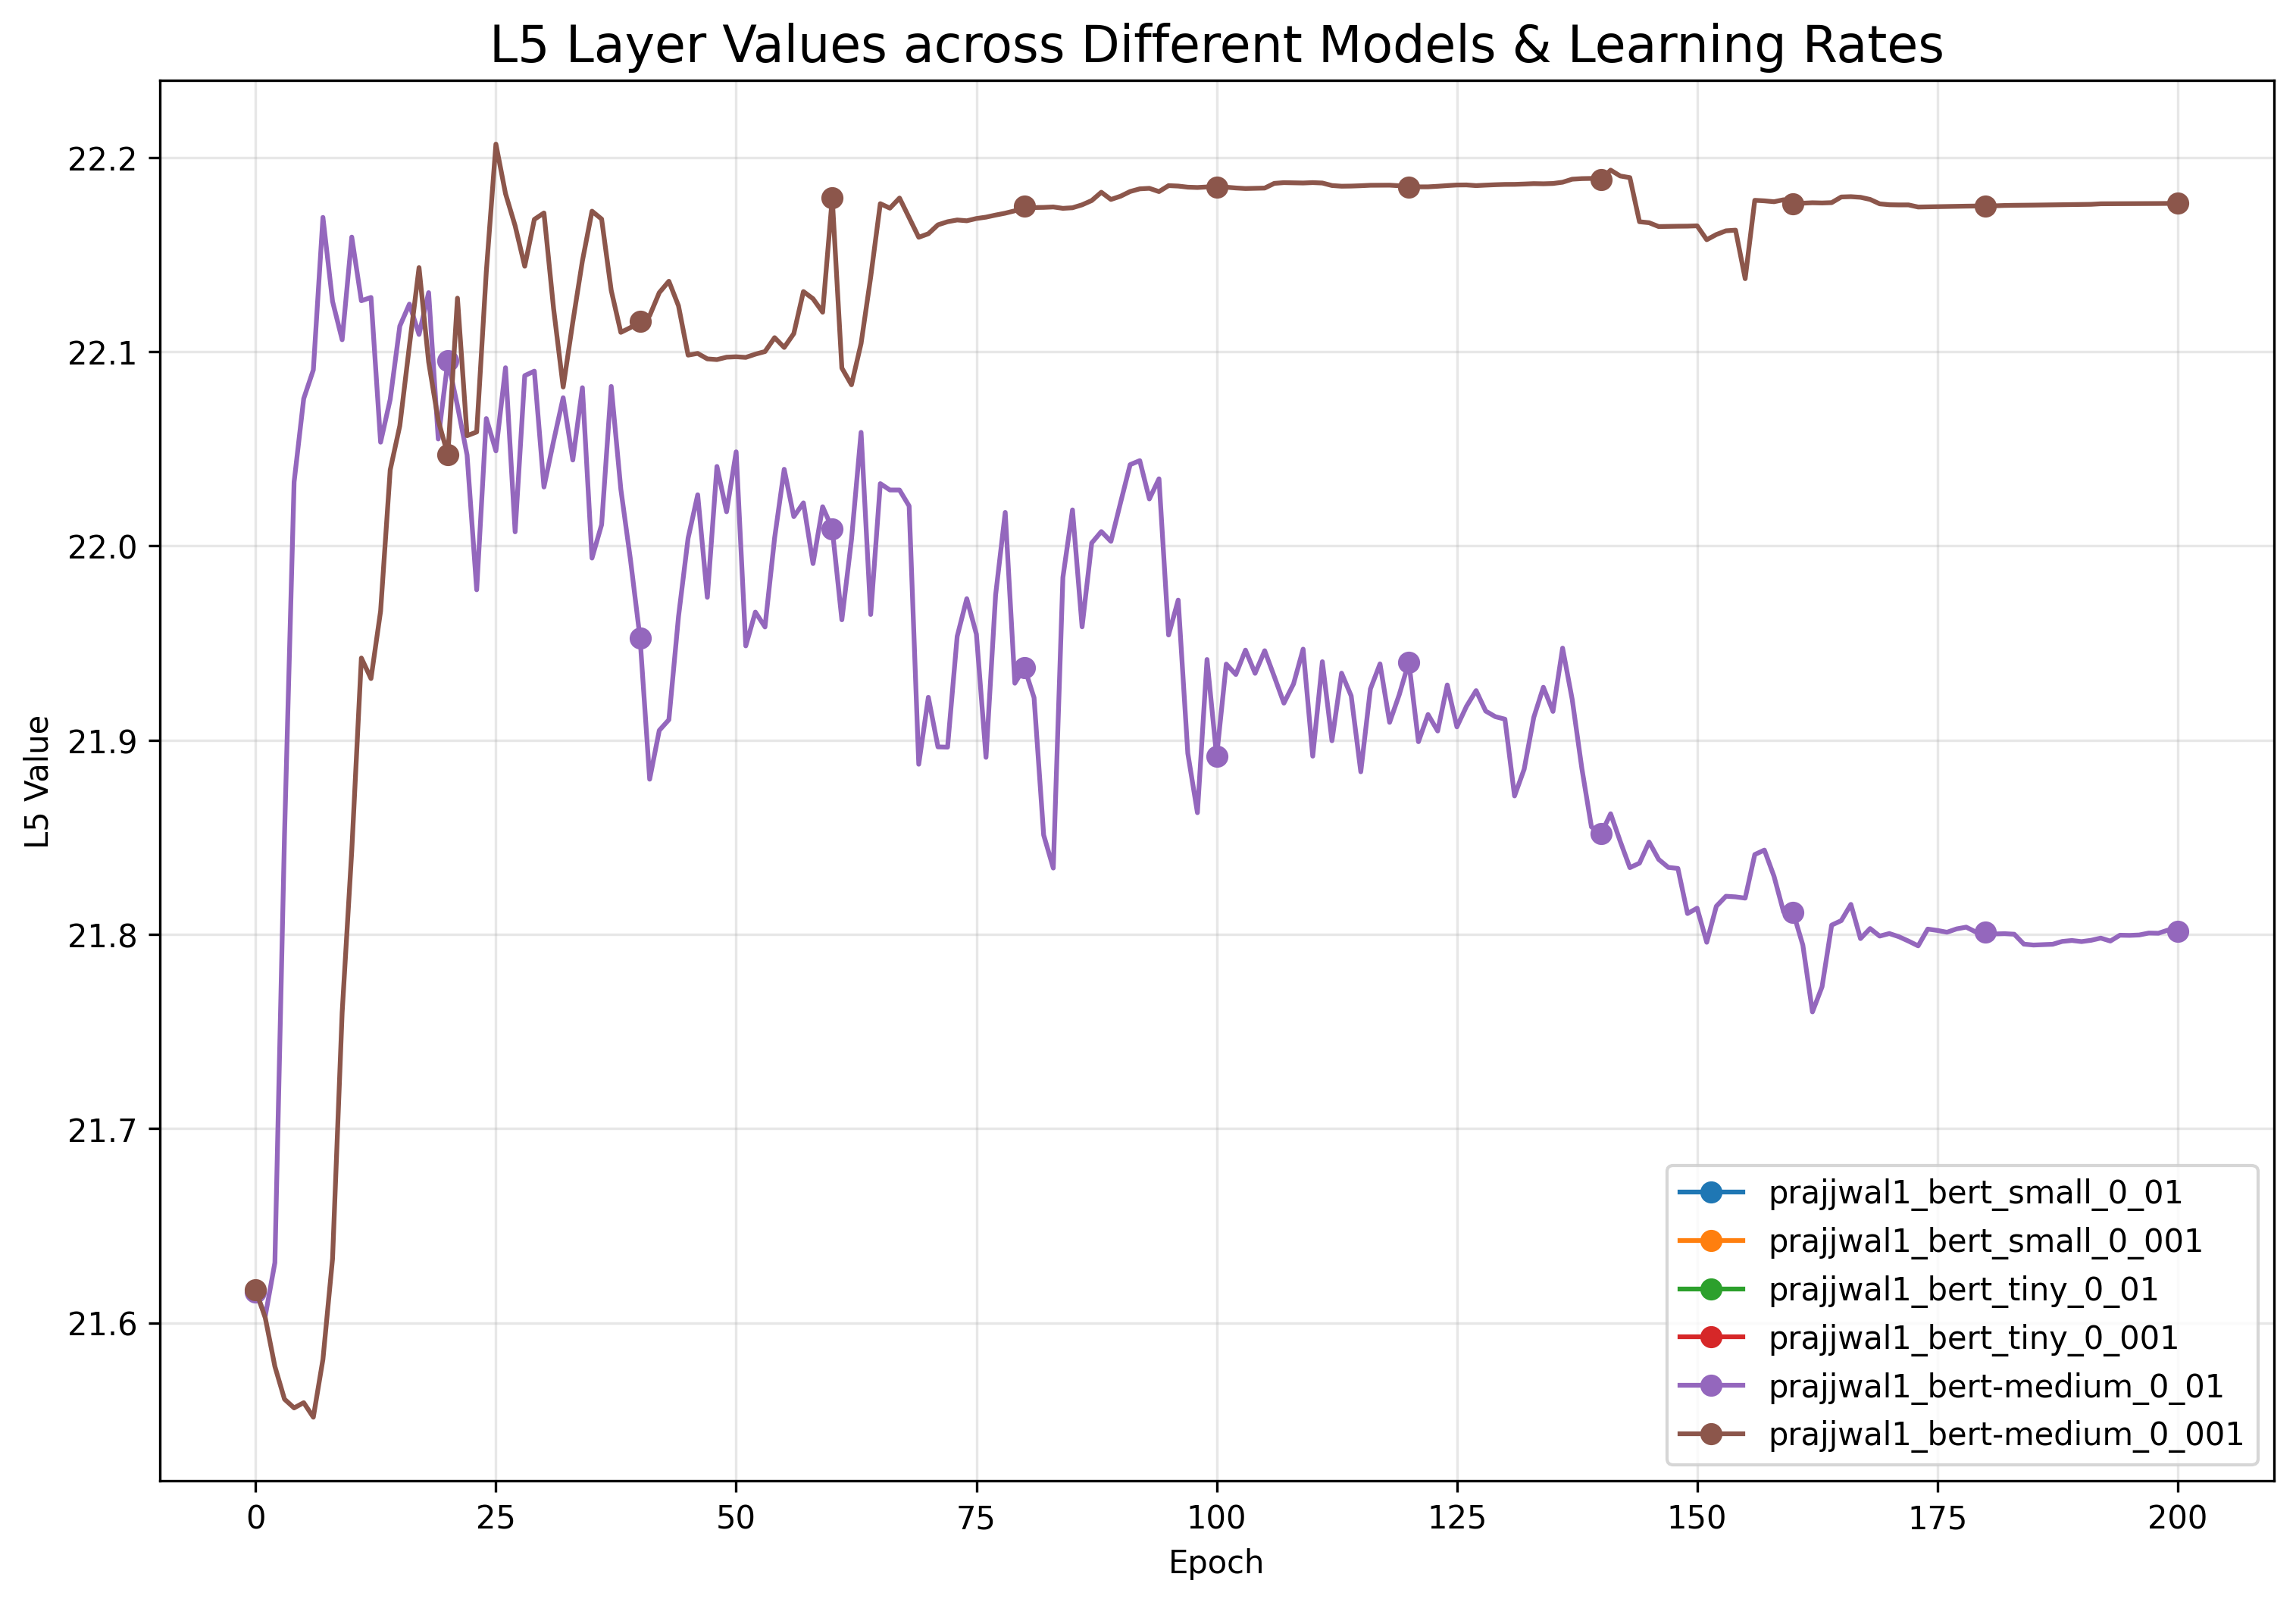 L5 Layer Values across Different Models & Learning Rates
22.2
22.1
22.0
21.9
21.8
21.7
21.6
L5 Value
0
25
50
75
100
125
150
175
200
Epoch
prajjwal1_bert_small_0_01
prajjwal1_bert_small_0_001
prajjwal1_bert_tiny_0_01
prajjwal1_bert_tiny_0_001
prajjwal1_bert-medium_0_01
prajjwal1_bert-medium_0_001